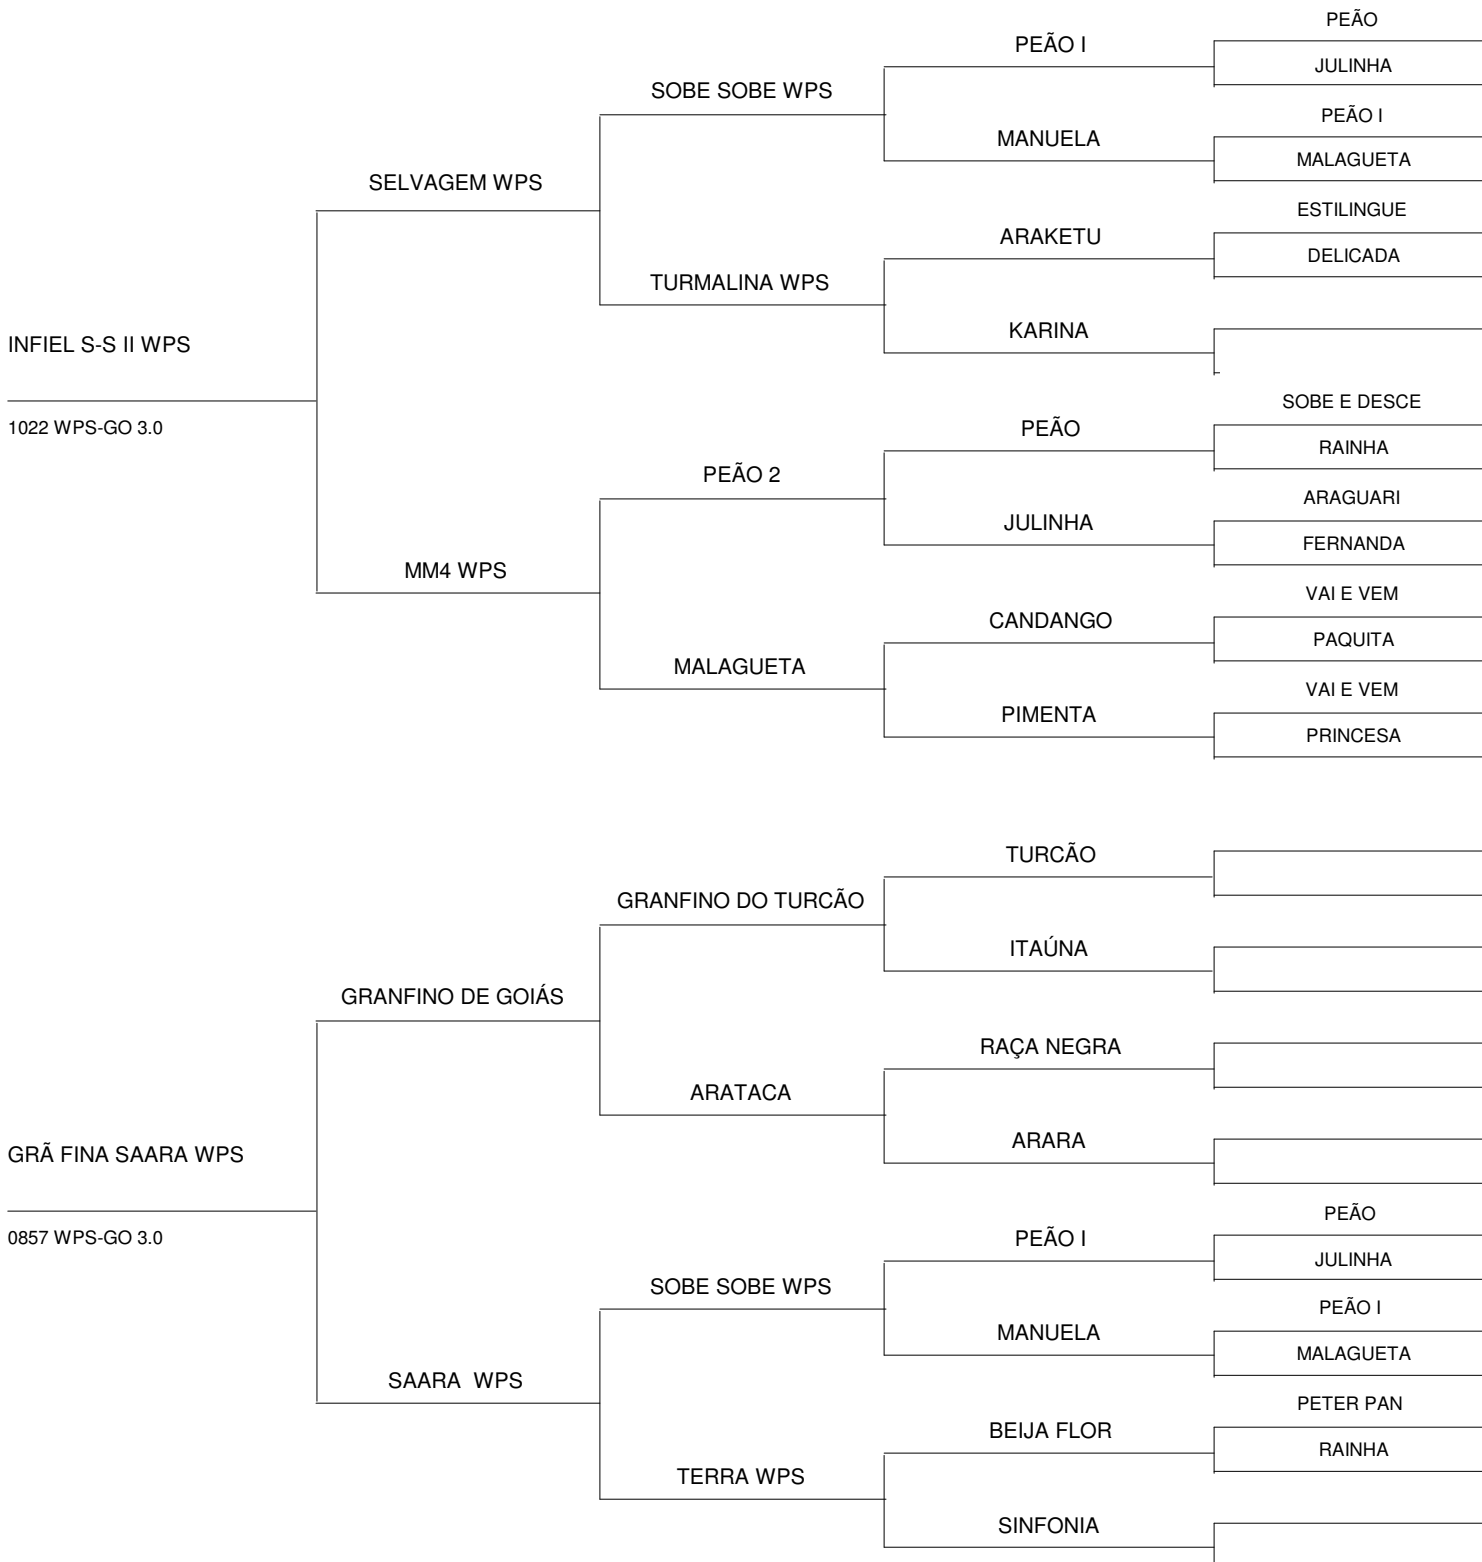 PEÃO
PEÃO I
JULINHA
SOBE SOBE WPS
PEÃO I
MANUELA
MALAGUETA
SELVAGEM WPS
ESTILINGUE
ARAKETU
DELICADA
TURMALINA WPS
KARINA
INFIEL S-S II WPS
1022 WPS-GO 3.0
SOBE E DESCE
PEÃO
RAINHA
PEÃO 2
ARAGUARI
JULINHA
FERNANDA
MM4 WPS
VAI E VEM
CANDANGO
PAQUITA
MALAGUETA
VAI E VEM
PIMENTA
PRINCESA
TURCÃO
GRANFINO DO TURCÃO
ITAÚNA
GRANFINO DE GOIÁS
RAÇA NEGRA
ARATACA
ARARA
GRÃ FINA SAARA WPS
0857 WPS-GO 3.0
PEÃO
PEÃO I
JULINHA
SOBE SOBE WPS
PEÃO I
MANUELA
MALAGUETA
SAARA  WPS
PETER PAN
BEIJA FLOR
RAINHA
TERRA WPS
SINFONIA